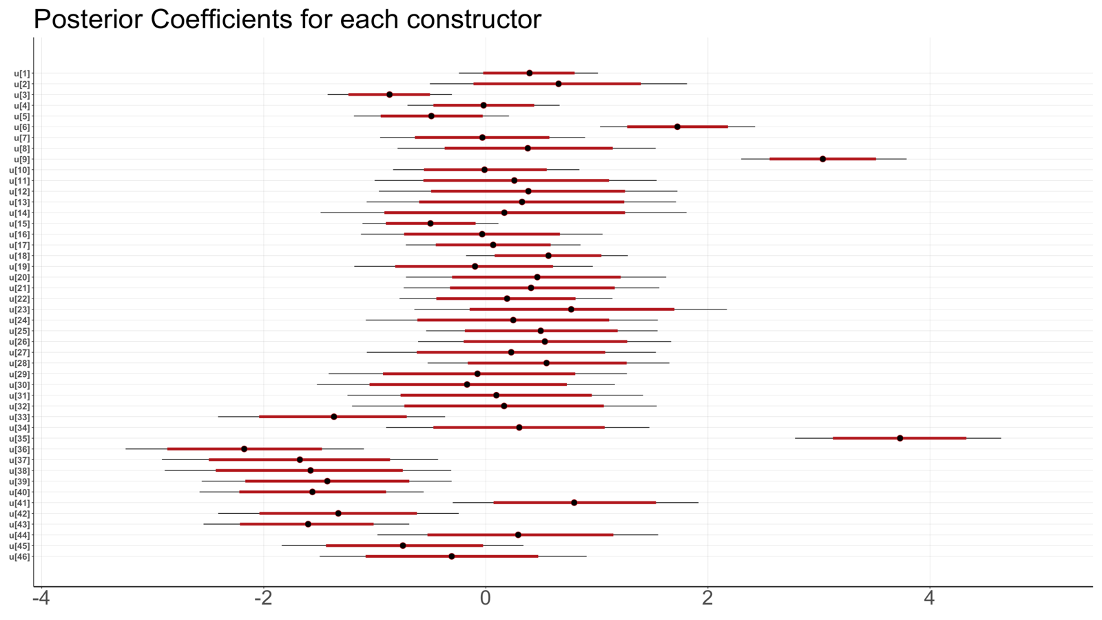 Posterior Coefficients for each constructor
u[1]
u[2]
u[3]
u[4]
u[5]
u[6]
u[7]
u[8]
u[9]
u[10]
u[11]
u[12]
u[13]
u[14]
u[15]
u[16]
u[17]
u[18]
u[19]
u[20]
u[21]
u[22]
u[23]
u[24]
u[25]
u[26]
u[27]
u[28]
u[29]
u[30]
u[31]
u[32]
u[33]
u[34]
u[35]
u[36]
u[37]
u[38]
u[39]
u[40]
u[41]
u[42]
u[43]
u[44]
u[45]
u[46]
-4 -2 0 2 4